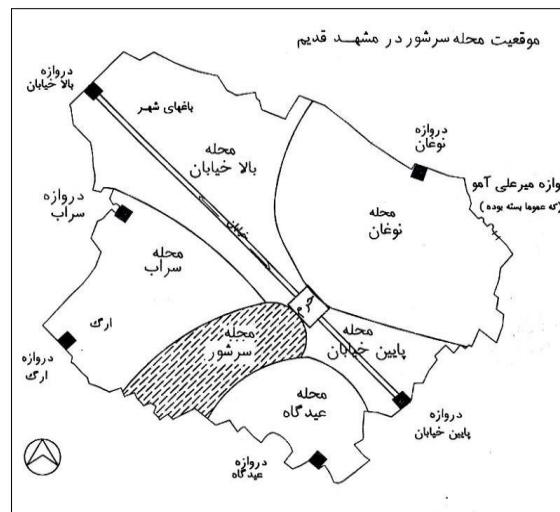 موقعیت محله سرشور در مشهد قدیم
دروازه
بالا خیابان
باغهای شهر
محله
بالا خیابان
دروازه
نوغان
وازه میرعلی آمو
(که عموما بسته بوده)
محله
نوغان
دروازه
سراب
خیابان
محله
سراب
حرم
ارگ
محله
سرشور
محله
پایین خیابان
دروازه
ارگ
محله
عیدگاه
دروازه
پایین خیابان
دروازه
عیدگاه